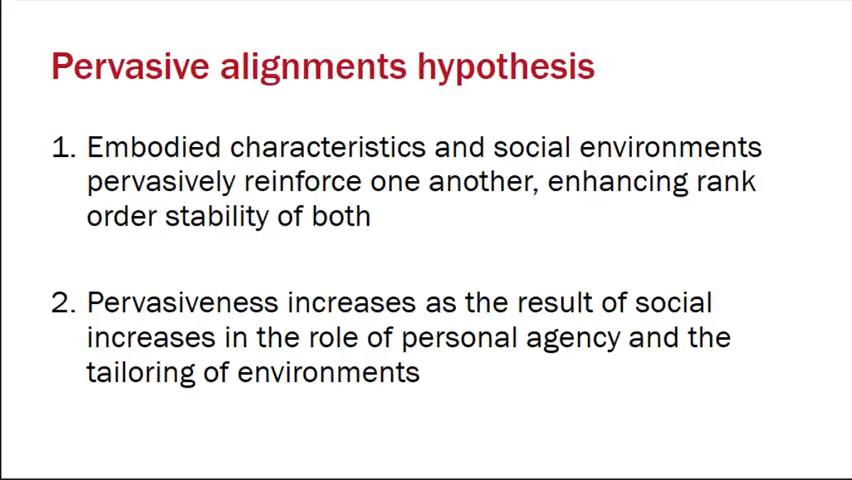 Pervasive alignments hypothesis
1. Embodied characteristics and social environments
pervasively reinforce one another, enhancing rank
order stability of both
2. Pervasiveness increases as the result of social
increases in the role of personal agency and the
tailoring of environments